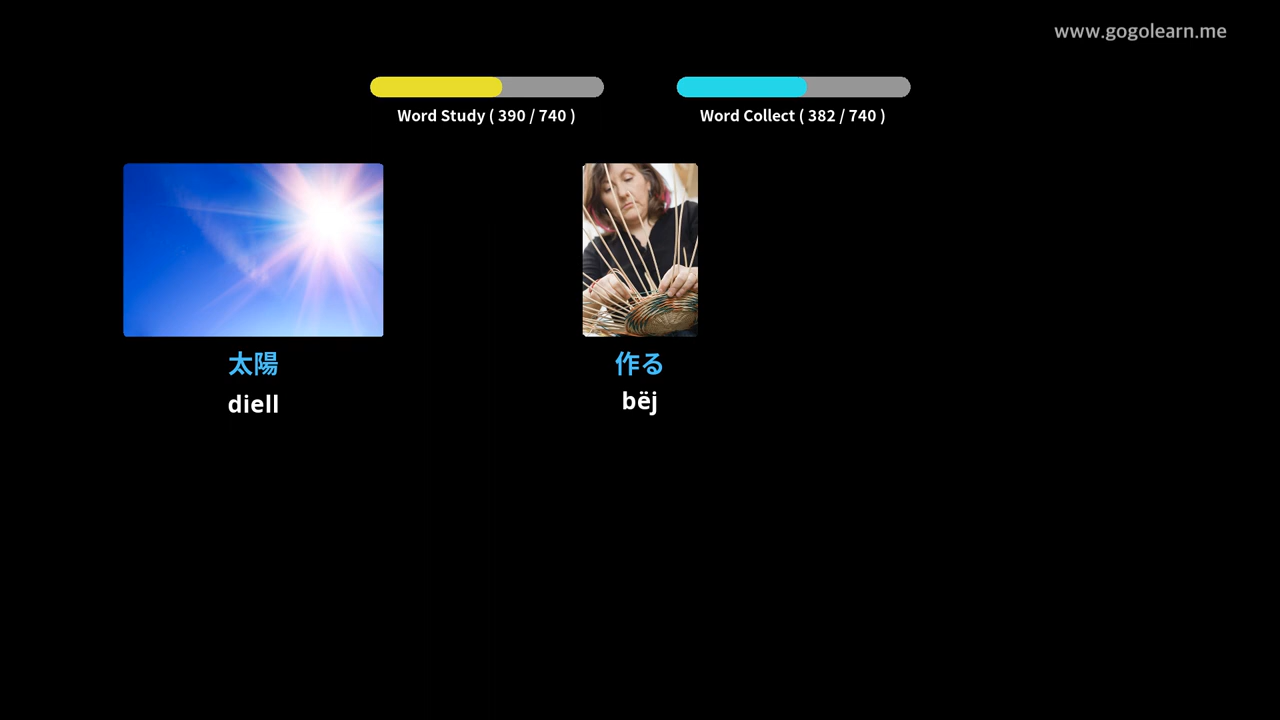 www.gogolearn.me
Word Study ( 390 / 740 )
Word Collect ( 382 / 740 )
太陽
diell
作る
bëj